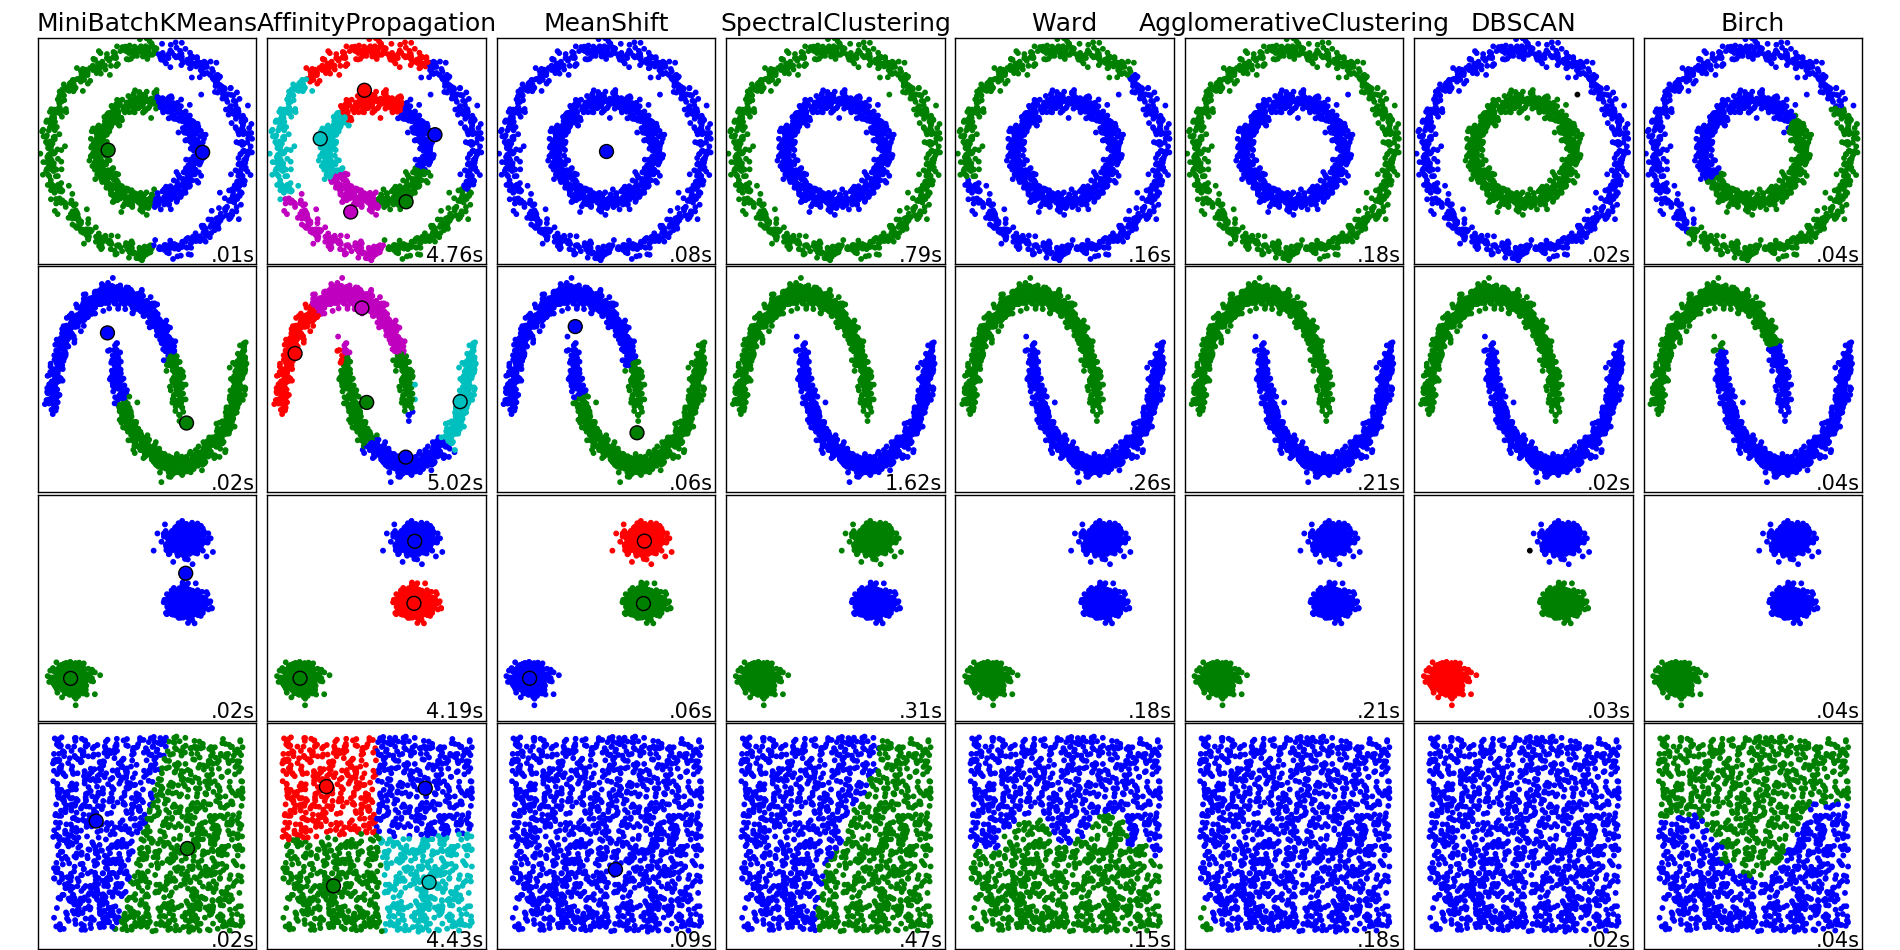 MiniBatchKMeans AffinityPropagation MeanShift SpectralClustering Ward AgglomerativeClustering DBSCAN Birch
.01s 4.76s .08s .79s .16s .18s .02s .04s
.02s 5.02s .06s 1.62s .26s .21s .02s .04s
.02s 4.19s .06s .31s .18s .21s .03s .04s
.02s 4.43s .09s .47s .15s .18s .02s .04s